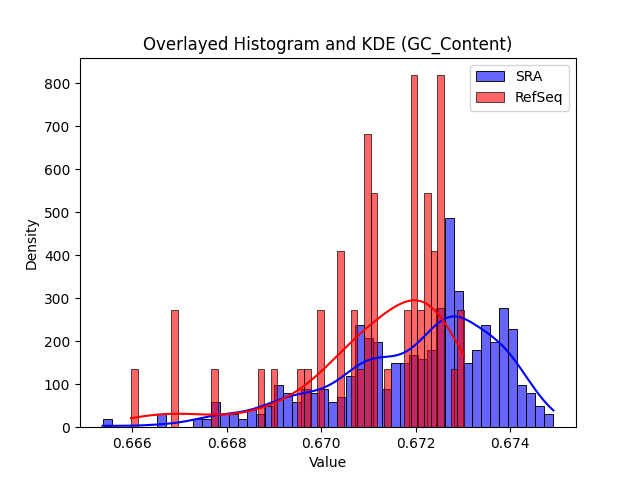 Overlayed Histogram and KDE (GC_Content)
SRA
RefSeq
800
700
600
500
400
300
200
100
0
Density
0.666 0.668 0.670 0.672 0.674
Value